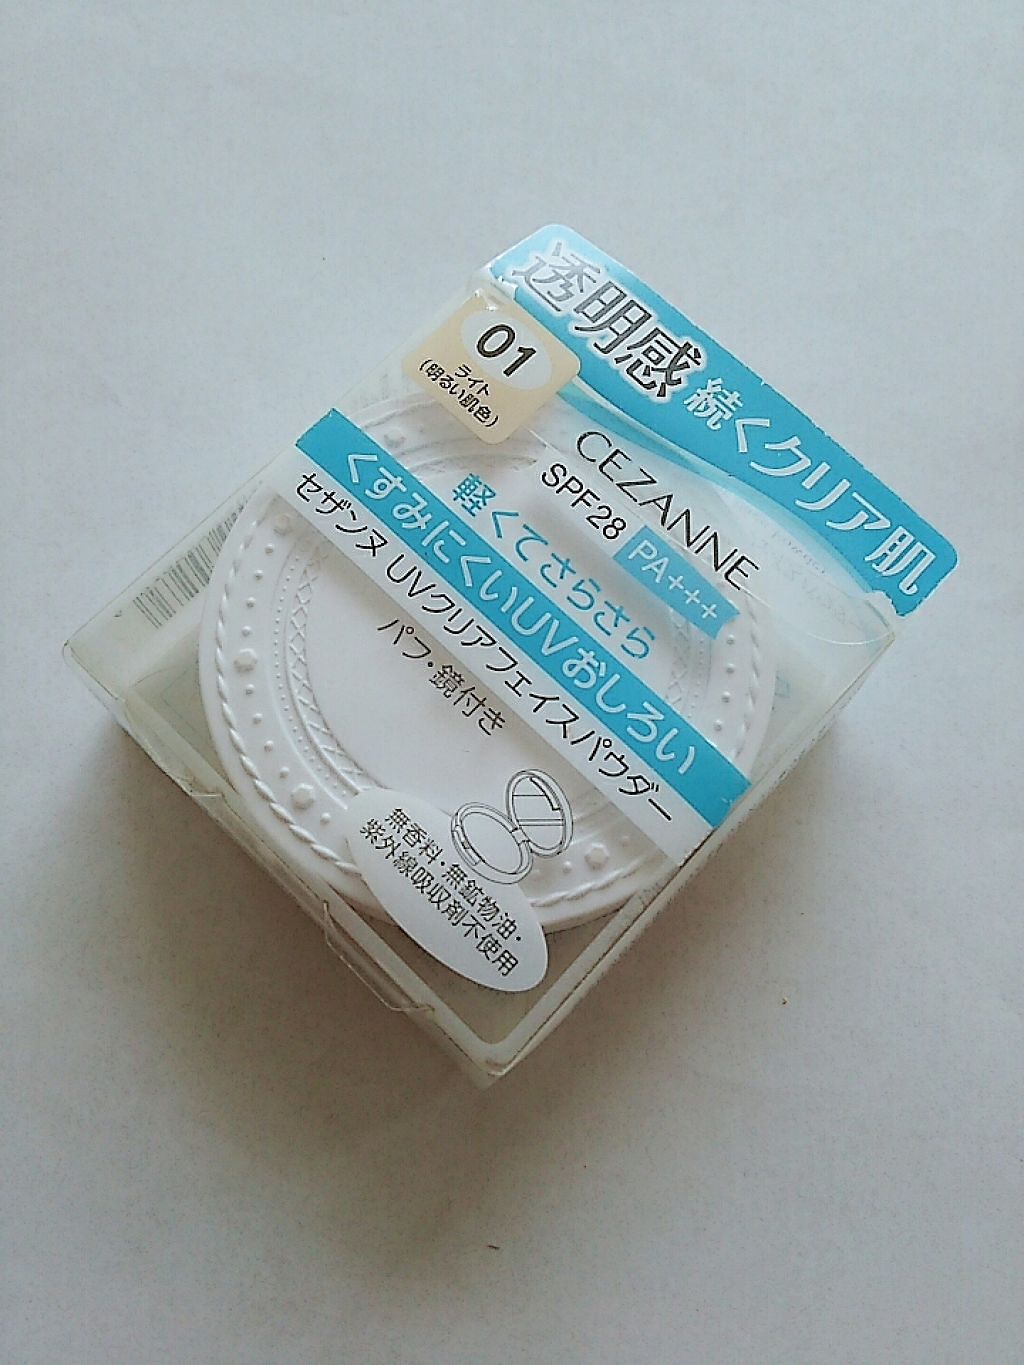 透明感 続くクリア肌
01
ライト
(明るい肌色)
CEZANNE
SPF28 PA+++
軽くてさらさら
くすみにくいUVおしろい
セザンヌ UVクリアフェイスパウダー
パフ・鏡付き
無香料・無鉱物油・
紫外線吸収剤不使用